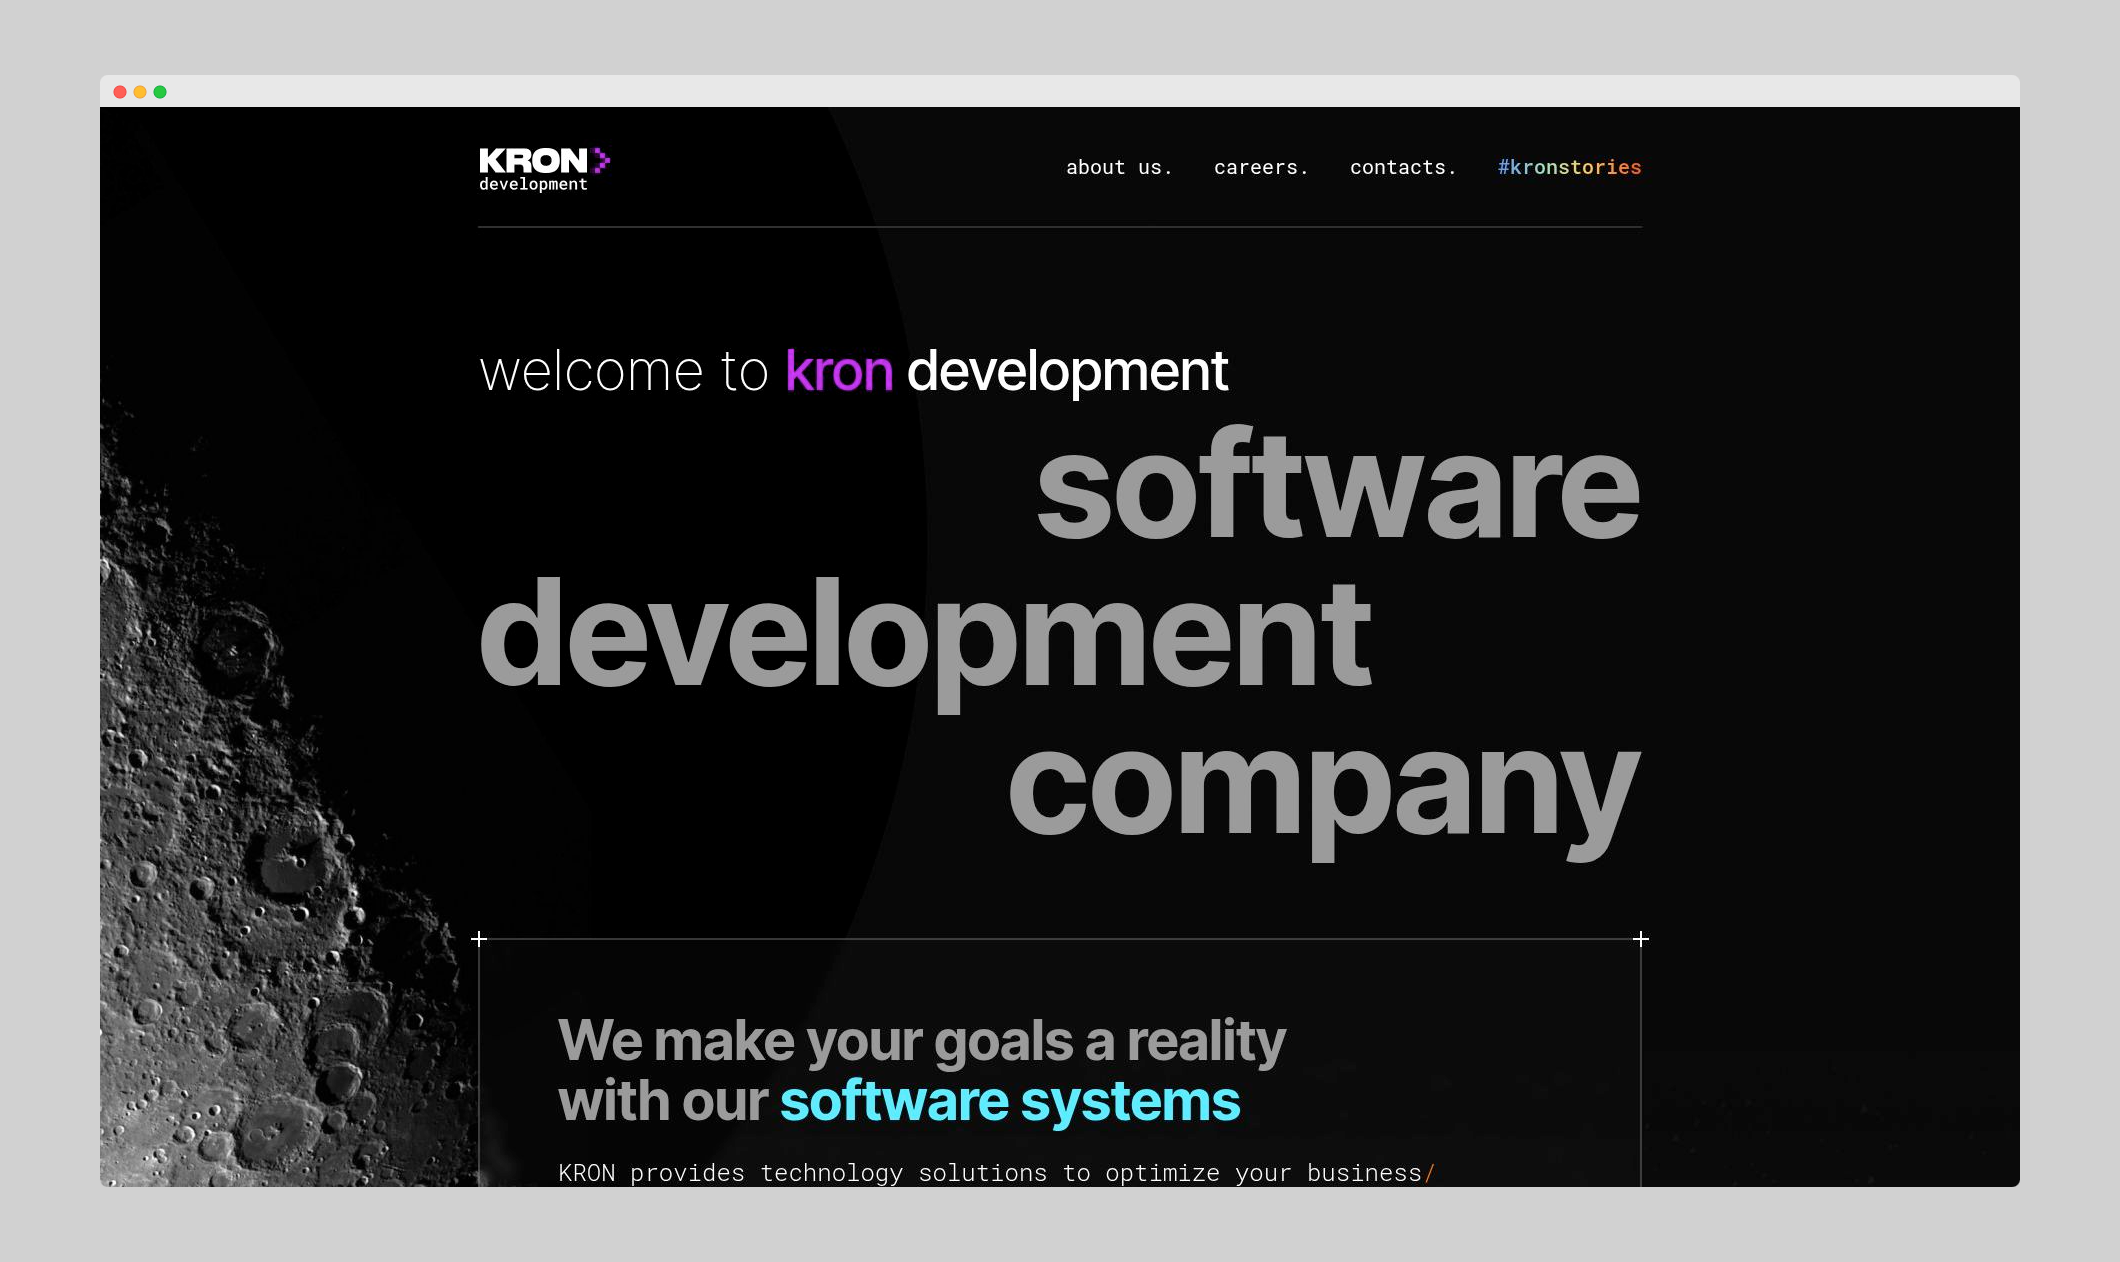 KRON
development
about us. careers. contacts. #kronstories
welcome to kron development
software
development
company
We make your goals a reality
with our software systems
KRON provides technology solutions to optimize your business/